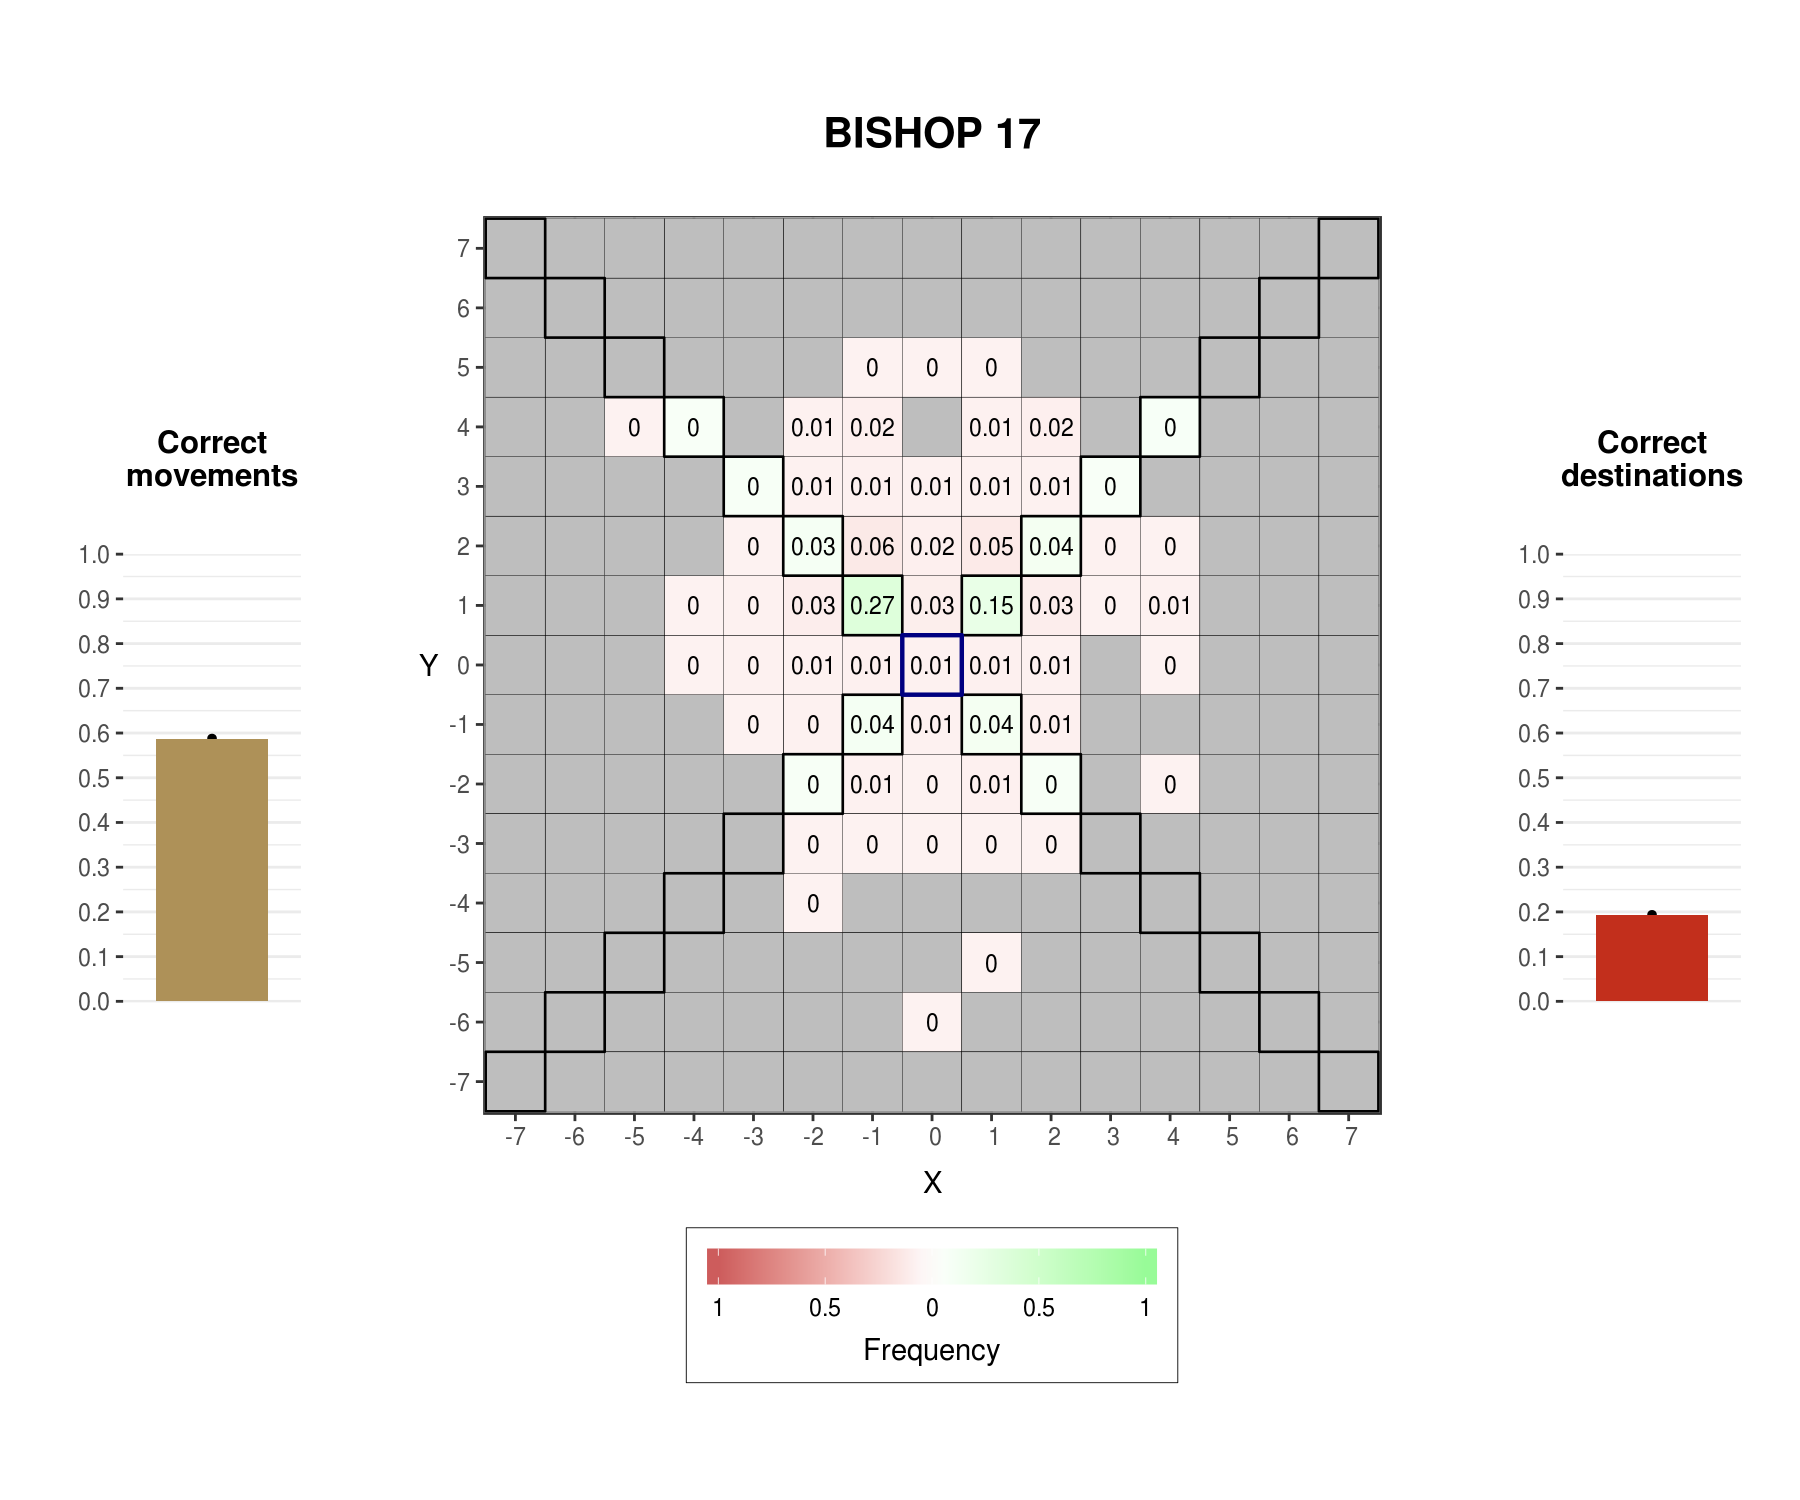 BISHOP 17
Correct
movements
1.0
0.9
0.8
0.7
0.6
0.5
0.4
0.3
0.2
0.1
0.0
Y
7
6
5
4
3
2
1
0
-1
-2
-3
-4
-5
-6
-7
0 0 0
0 0 0.01 0.02 0.01 0.02 0
0 0.01 0.01 0.01 0.01 0.01 0
0 0.03 0.06 0.02 0.05 0.04 0 0
0 0 0.03 0.27 0.03 0.15 0.03 0 0.01
0 0 0.01 0.01 0.01 0.01 0.01 0
0 0 0.04 0.01 0.04 0.01
0 0.01 0 0.01 0 0
0 0 0 0 0
0
0
0
-7 -6 -5 -4 -3 -2 -1 0 1 2 3 4 5 6 7
X
1 0.5 0 0.5 1
Frequency
Correct
destinations
1.0
0.9
0.8
0.7
0.6
0.5
0.4
0.3
0.2
0.1
0.0